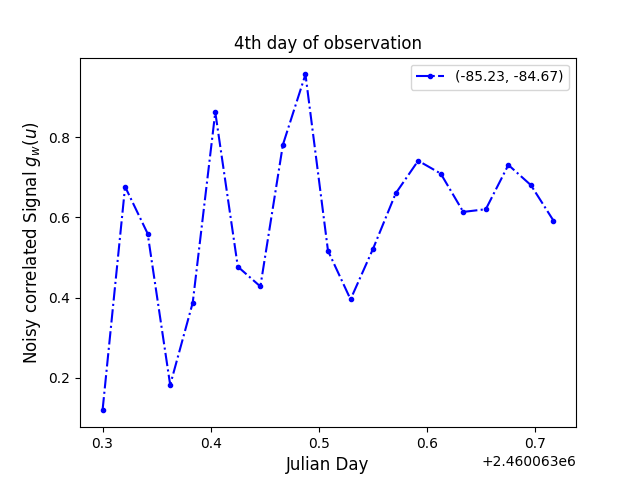 4th day of observation
(-85.23, -84.67)
Noisy correlated Signal g_w(u)
0.8
0.6
0.4
0.2
0.3 0.4 0.5 0.6 0.7
Julian Day
+2.460063e6